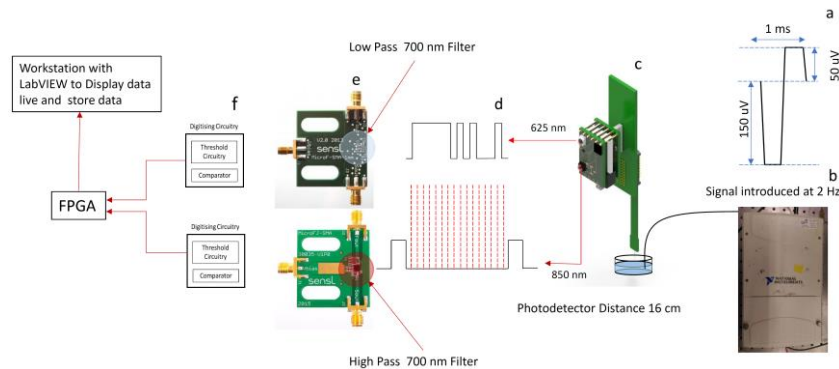 a
1 ms
50 uV
150 uV
b
Signal introduced at 2 Hz
NATIONAL
INSTRUMENTS
Low Pass 700 nm Filter
c
e
d
f
625 nm
850 nm
Photodetector Distance 16 cm
High Pass 700 nm Filter
sensL
sensL
Workstation with
LabVIEW to Display data
live and store data
FPGA
Digitising Circuitry
Threshold
Circuitry
Comparator
Digitising Circuitry
Threshold
Circuitry
Comparator